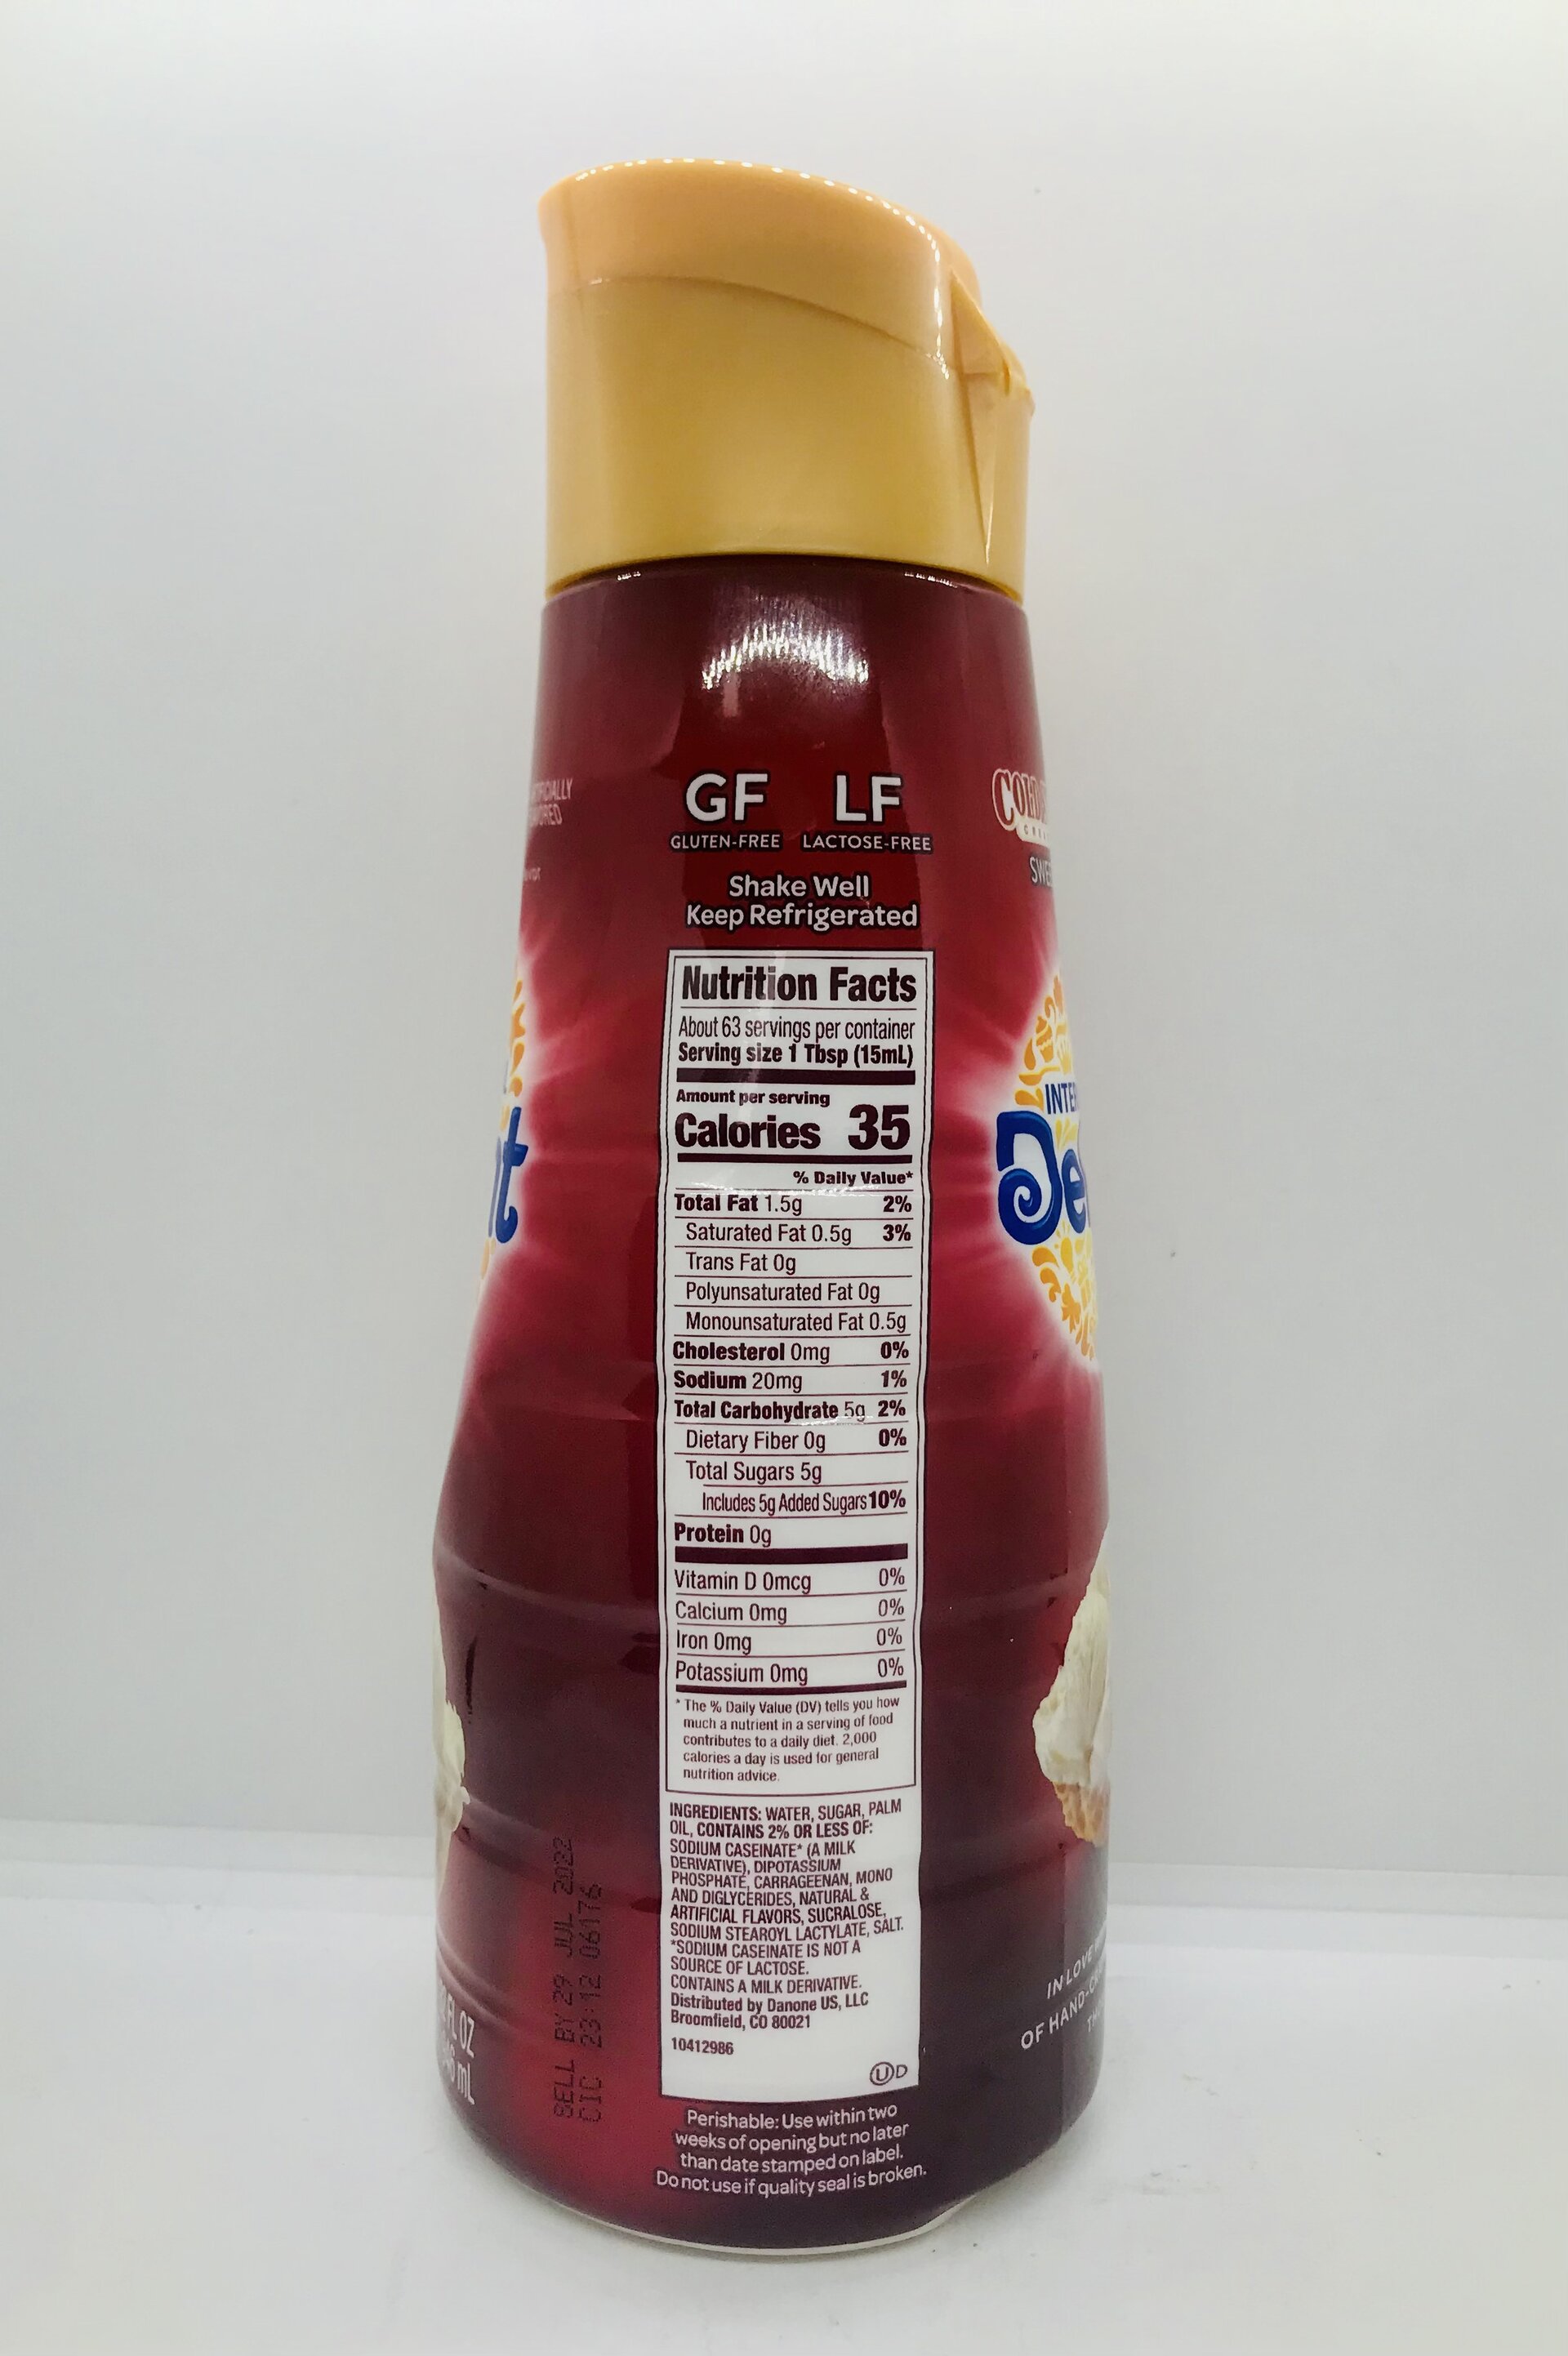 GF LF
GLUTEN-FREE LACTOSE-FREE
Shake Well
Keep Refrigerated
Nutrition Facts
About 63 servings per container
Serving size 1 Tbsp (15mL)
Amount per serving
Calories 35
% Daily Value*
Total Fat 1.5g 2%
Saturated Fat 0.5g 3%
Trans Fat 0g
Polyunsaturated Fat 0g
Monounsaturated Fat 0.5g
Cholesterol 0mg 0%
Sodium 20mg 1%
Total Carbohydrate 5g 2%
Dietary Fiber 0g 0%
Total Sugars 5g
Includes 5g Added Sugars 10%
Protein 0g
Vitamin D 0mcg 0%
Calcium 0mg 0%
Iron 0mg 0%
Potassium 0mg 0%
* The % Daily Value (DV) tells you how
much a nutrient in a serving of food
contributes to a daily diet. 2,000
calories a day is used for general
nutrition advice.
INGREDIENTS: WATER, SUGAR, PALM
OIL, CONTAINS 2% OR LESS OF:
SODIUM CASEINATE* (A MILK
DERIVATIVE), DIPOTASSIUM
PHOSPHATE, CARRAGEENAN, MONO
AND DIGLYCERIDES, NATURAL &
ARTIFICIAL FLAVORS, SUCRALOSE,
SODIUM STEAROYL LACTYLATE, SALT.
*SODIUM CASEINATE IS NOT A
SOURCE OF LACTOSE.
CONTAINS A MILK DERIVATIVE.
Distributed by Danone US, LLC
Broomfield, CO 80021
10412986
U D
Perishable: Use within two
weeks of opening but no later
than date stamped on label.
Do not use if quality seal is broken.
SELL BY 29 JUL 2022
CIC 23:12 06176
FL OZ
mL
IN LOVE
OF